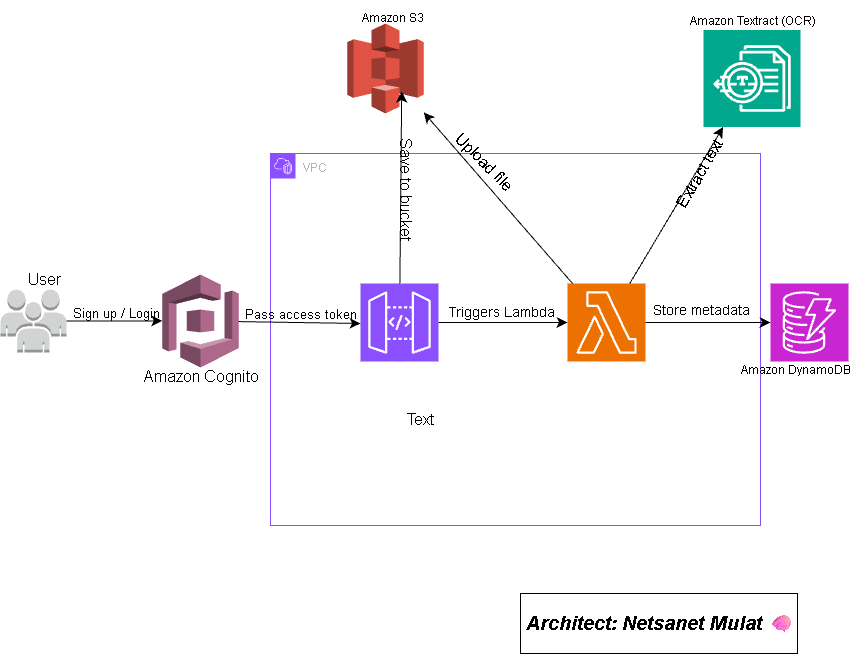 Amazon S3
Amazon Textract (OCR)
Save to bucket
Upload file
Extract text
VPC
User
Sign up / Login
Pass access token
Triggers Lambda
Store metadata
Amazon Cognito
Amazon DynamoDB
Text
Architect: Netsanet Mulat 🧠